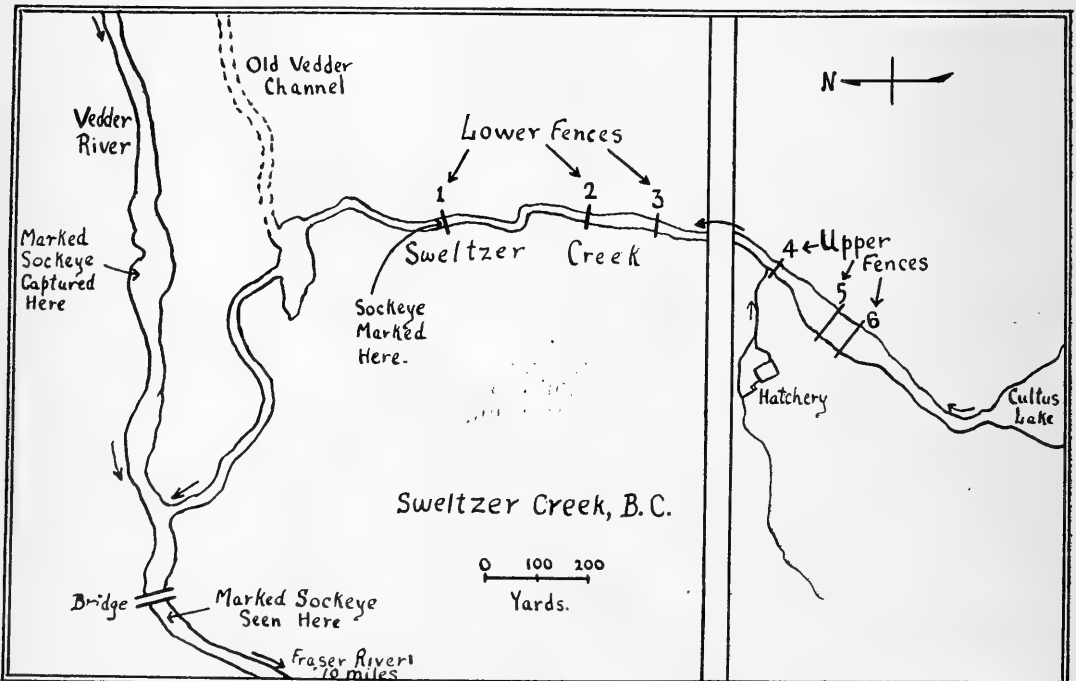 Old Vedder
Channel
N
Vedder
River
Lower Fences
1
2
3
Marked
Sockeye
Captured
Here
Sweltzer Creek
4
Upper
Fences
5
6
Sockeye
Marked
Here.
Hatchery
Cultus
Lake
Sweltzer Creek, B.C.
0 100 200
Yards.
Bridge
Marked Sockeye
Seen Here
Fraser River
10 miles